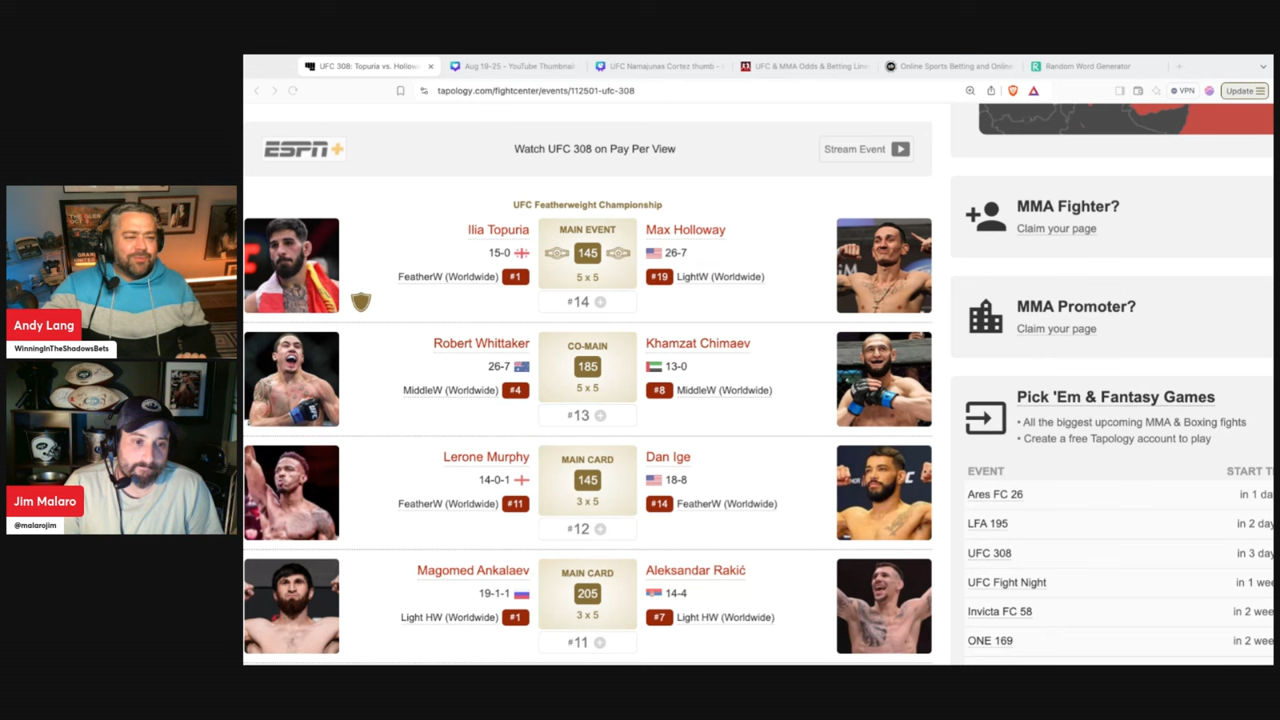 UFC 308: Topuria vs. Hollow
Aug 19-25 - YouTube Thumbnail
UFC Namajunas Cortez thumb -
UFC & MMA Odds & Betting Line
Online Sports Betting and Online
Random Word Generator
tapology.com/fightcenter/events/112501-ufc-308
VPN
Update
ESPN+
Watch UFC 308 on Pay Per View
Stream Event
UFC Featherweight Championship
Ilia Topuria
MAIN EVENT
Max Holloway
15-0
145
26-7
FeatherW (Worldwide) #1
5 x 5
#19 LightW (Worldwide)
#14
Robert Whittaker
CO-MAIN
Khamzat Chimaev
26-7
185
13-0
MiddleW (Worldwide) #4
5 x 5
#8 MiddleW (Worldwide)
#13
Lerone Murphy
MAIN CARD
Dan Ige
14-0-1
145
18-8
FeatherW (Worldwide) #11
3 x 5
#14 FeatherW (Worldwide)
#12
Magomed Ankalaev
MAIN CARD
Aleksandar Rakić
19-1-1
205
14-4
Light HW (Worldwide) #1
3 x 5
#7 Light HW (Worldwide)
#11
MMA Fighter?
Claim your page
MMA Promoter?
Claim your page
Pick 'Em & Fantasy Games
• All the biggest upcoming MMA & Boxing fights
• Create a free Tapology account to play
EVENT
START T
Ares FC 26
in 1 da
LFA 195
in 2 day
UFC 308
in 3 day
UFC Fight Night
in 1 wee
Invicta FC 58
in 2 wee
ONE 169
in 2 wee
Andy Lang
WinningInTheShadowsBets
Jim Malaro
@malarojim